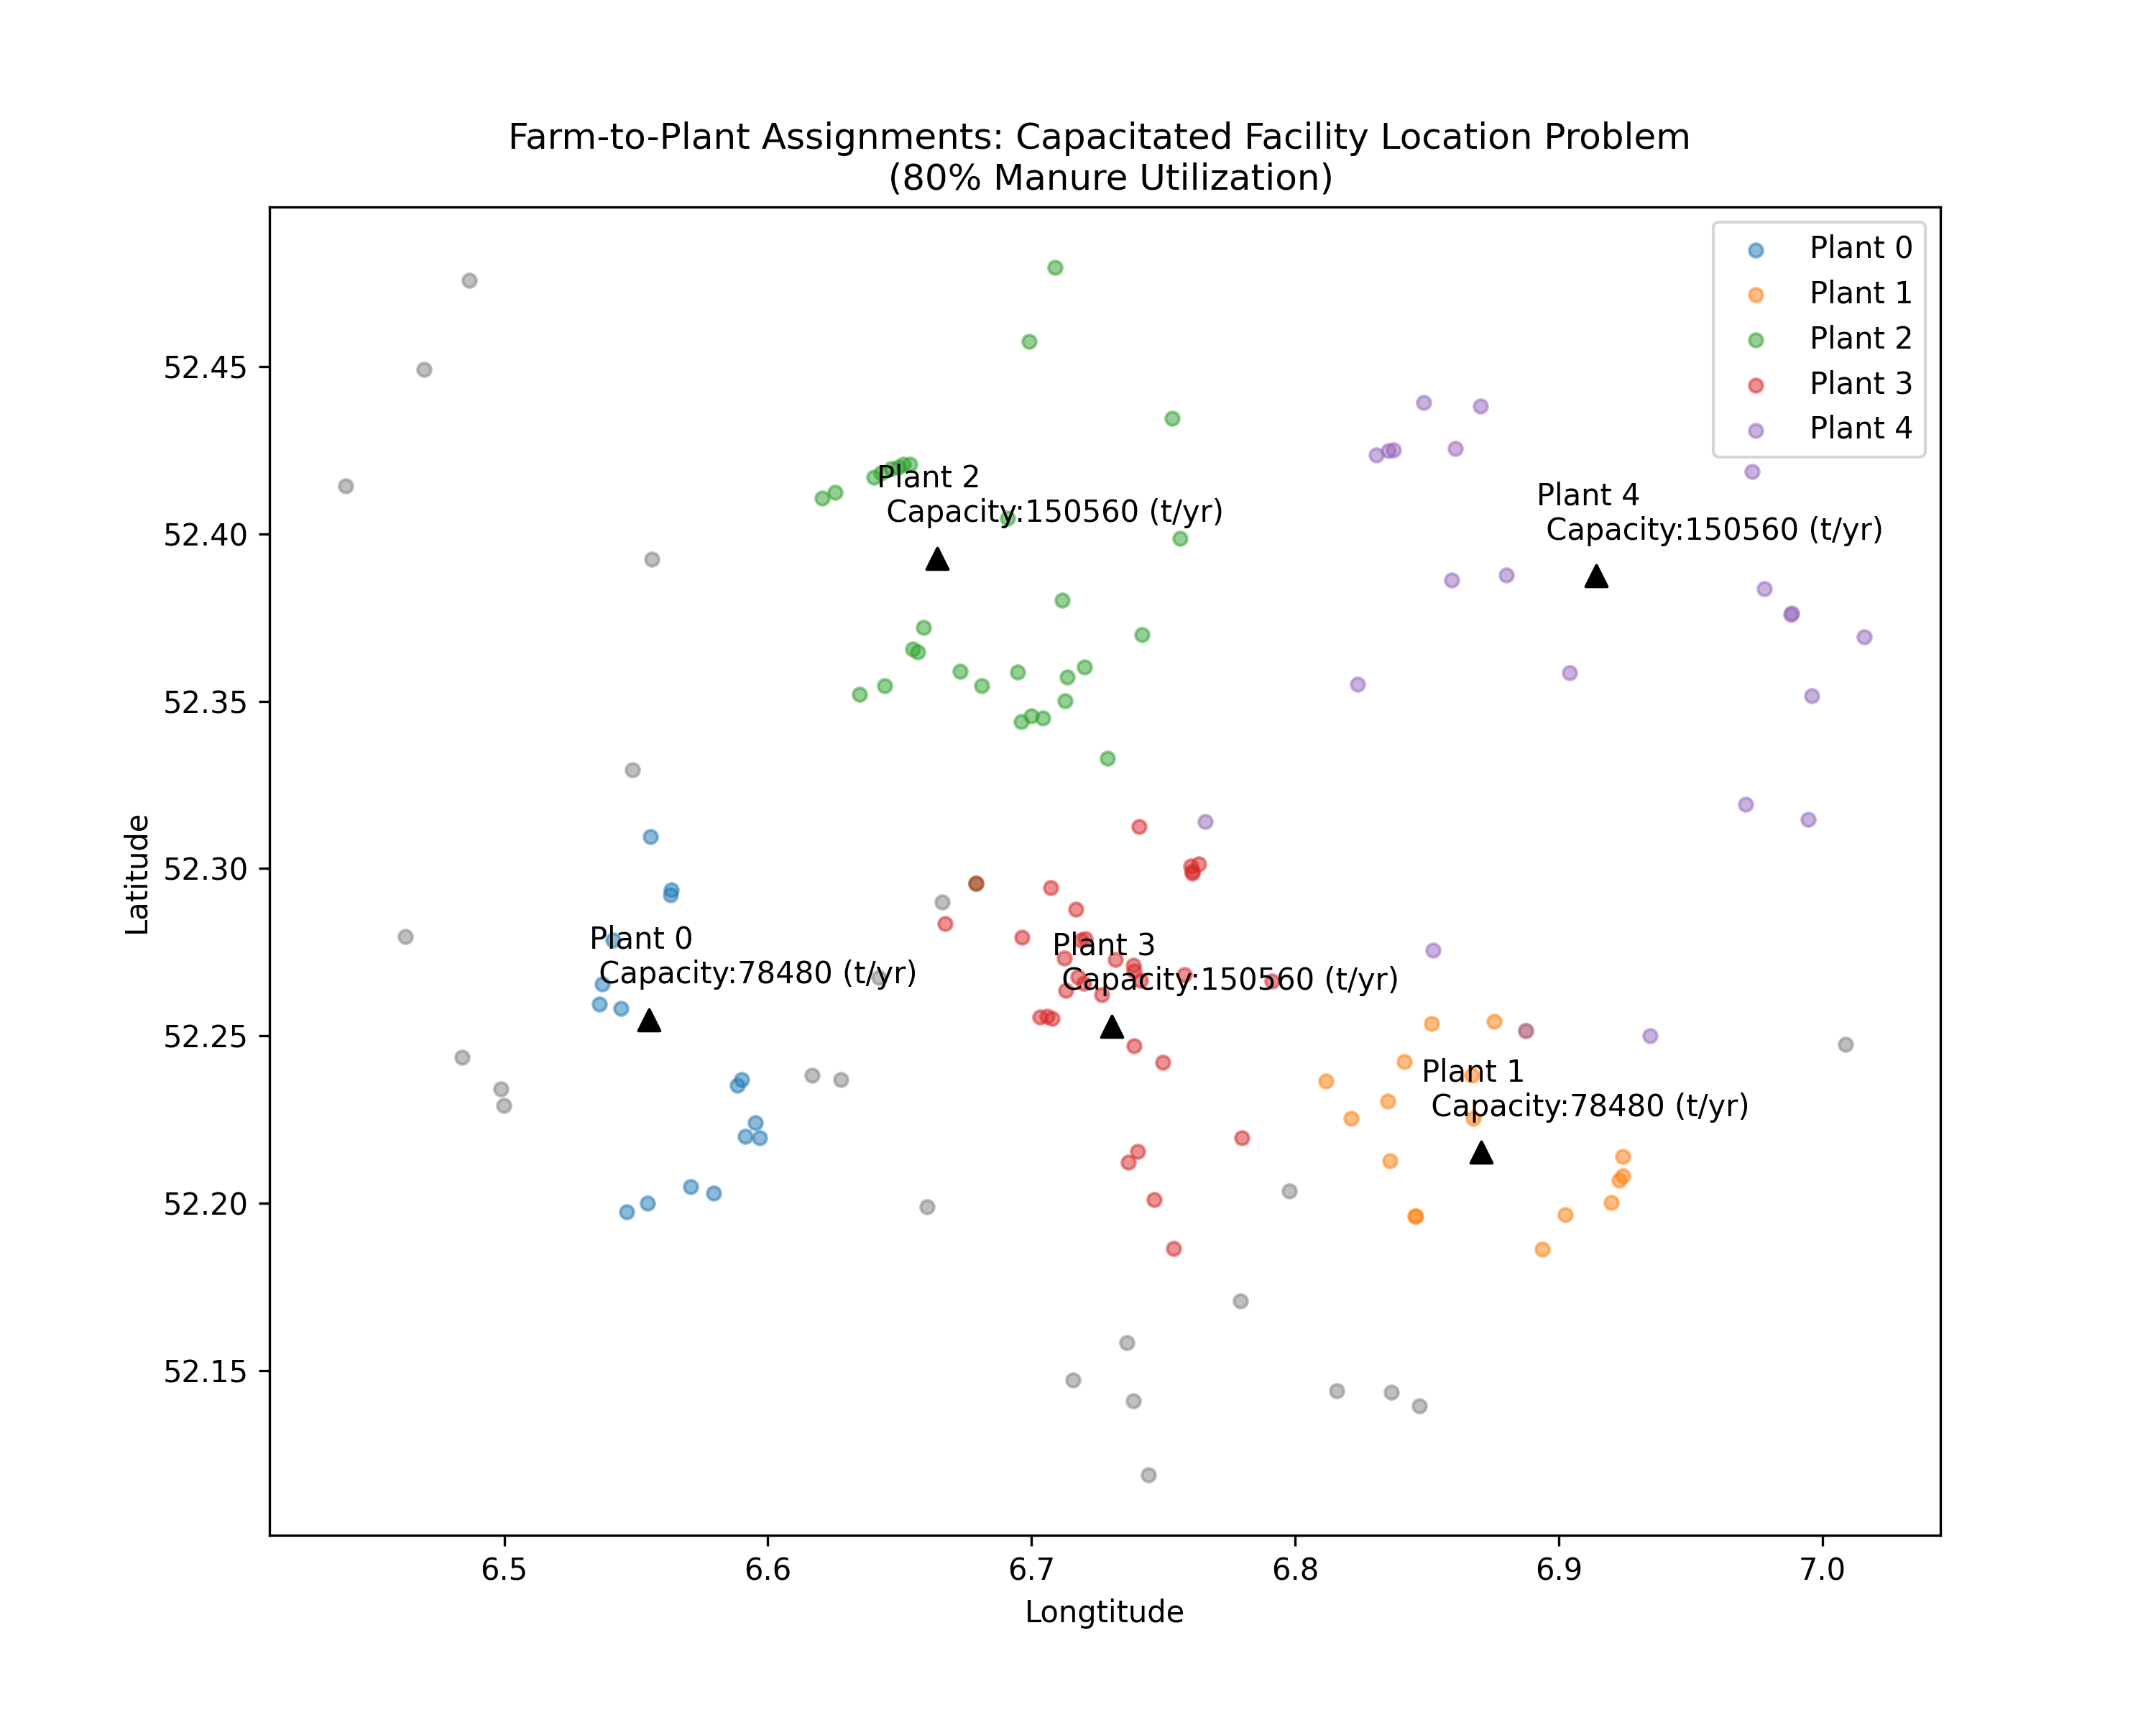 Farm-to-Plant Assignments: Capacitated Facility Location Problem
(80% Manure Utilization)
Plant 0
Plant 1
Plant 2
Plant 3
Plant 4
Plant 2
Capacity:150560 (t/yr)
Plant 4
Capacity:150560 (t/yr)
Plant 0
Capacity:78480 (t/yr)
Plant 3
Capacity:150560 (t/yr)
Plant 1
Capacity:78480 (t/yr)
Latitude
52.45
52.40
52.35
52.30
52.25
52.20
52.15
6.5 6.6 6.7 6.8 6.9 7.0
Longtitude